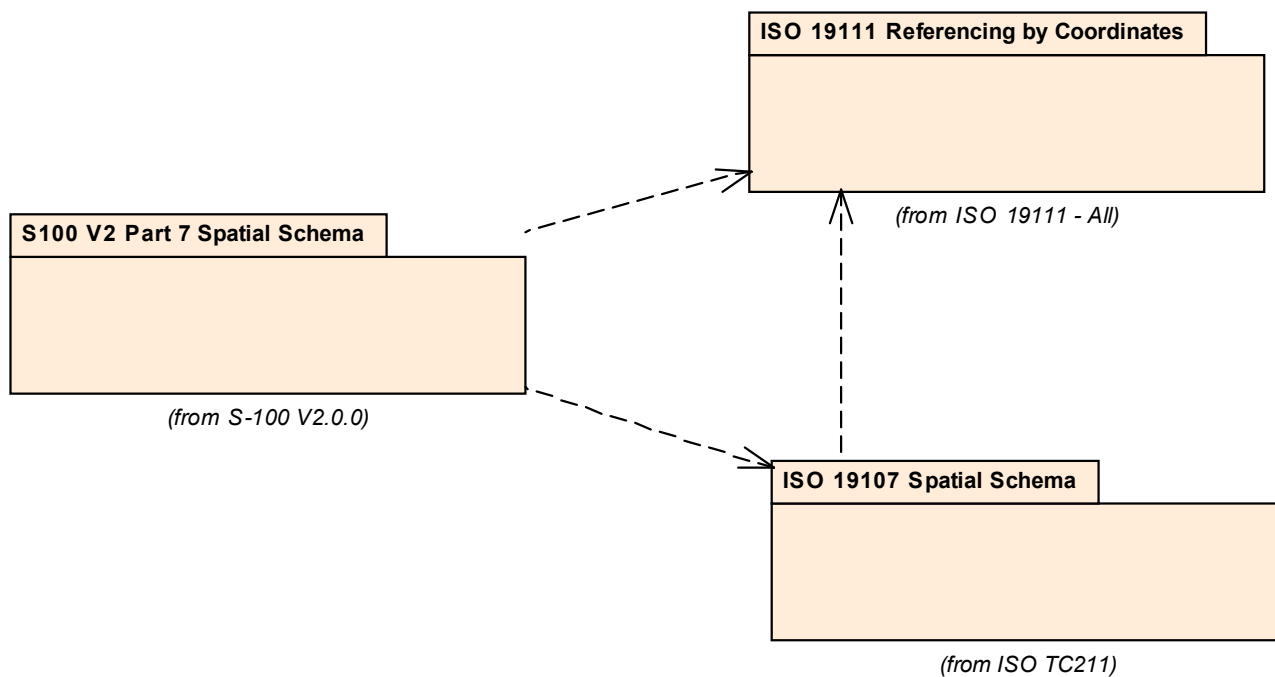 ISO 19111 Referencing by Coordinates
(from ISO 19111 - All)
S100 V2 Part 7 Spatial Schema
(from S-100 V2.0.0)
ISO 19107 Spatial Schema
(from ISO TC211)